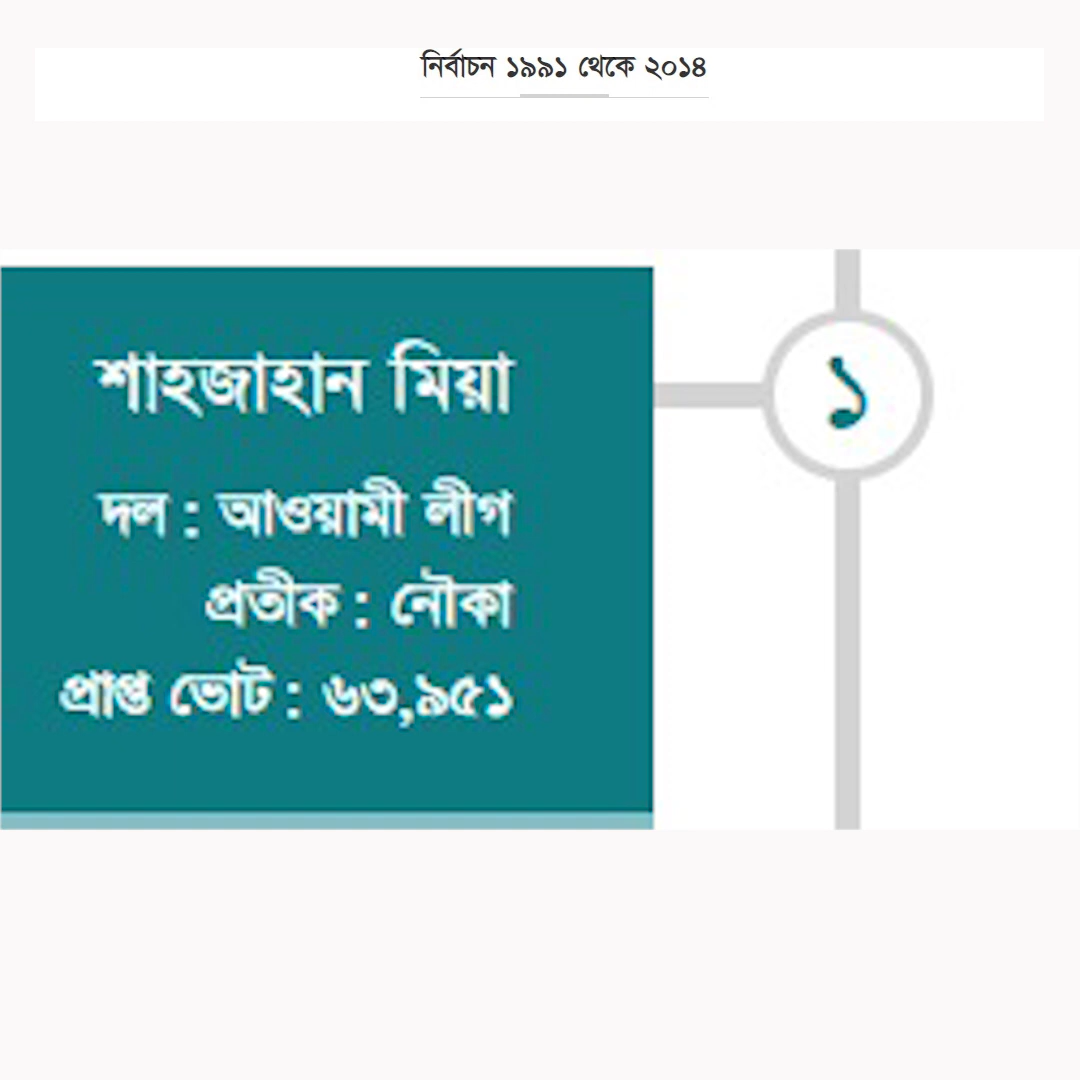 নির্বাচন ১৯৯১ থেকে ২০১৪
শাহজাহান মিয়া
১
দল : আওয়ামী লীগ
প্রতীক : নৌকা
প্রাপ্ত ভোট : ৬৩,৯৫১